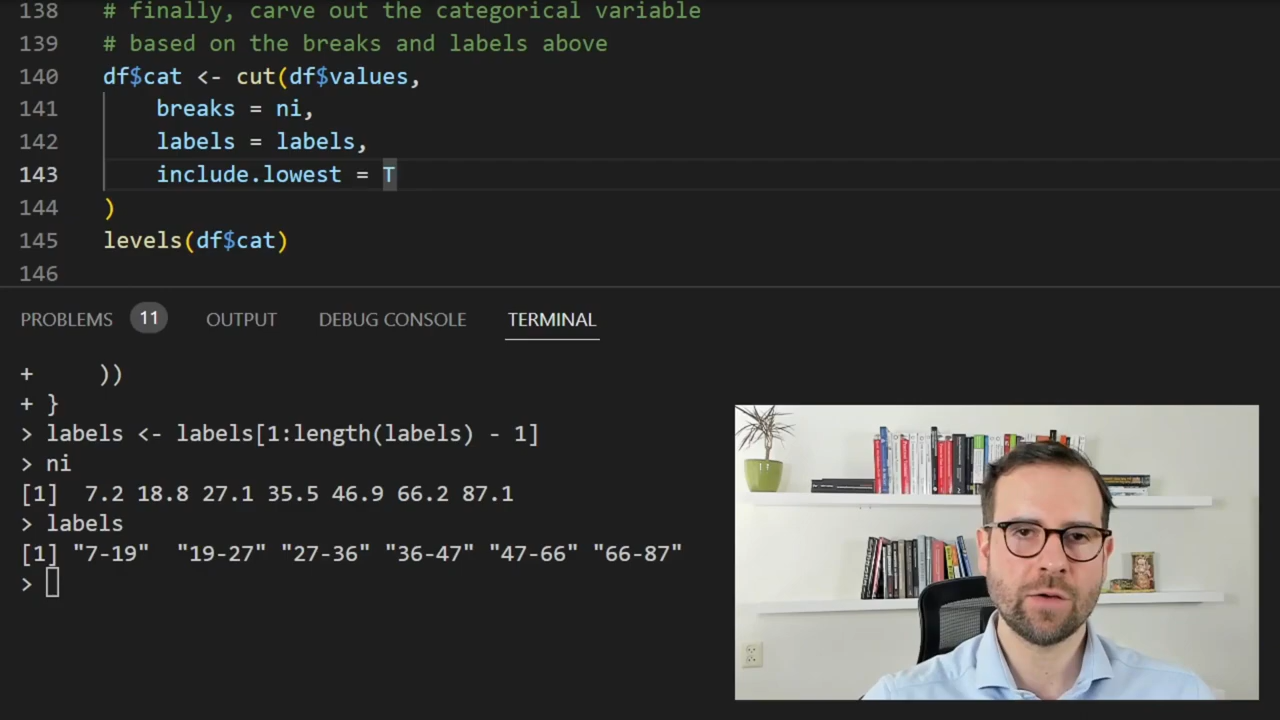 138 # finally, carve out the categorical variable
139 # based on the breaks and labels above
140 df$cat <- cut(df$values,
141     breaks = ni,
142     labels = labels,
143     include.lowest = T
144 )
145 levels(df$cat)
146
PROBLEMS 11 OUTPUT DEBUG CONSOLE TERMINAL
+     ))
+ }
> labels <- labels[1:length(labels) - 1]
> ni
[1]  7.2 18.8 27.1 35.5 46.9 66.2 87.1
> labels
[1] "7-19"  "19-27" "27-36" "36-47" "47-66" "66-87"
>